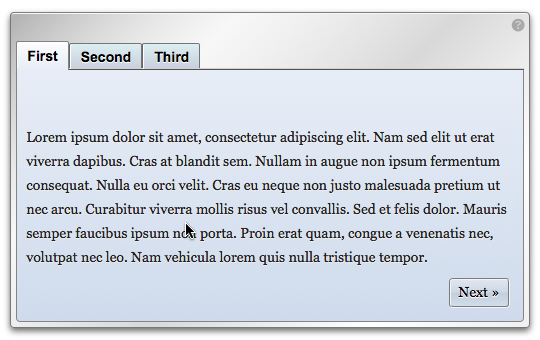 ?
First Second Third
Lorem ipsum dolor sit amet, consectetur adipiscing elit. Nam sed elit ut erat
viverra dapibus. Cras at blandit sem. Nullam in augue non ipsum fermentum
consequat. Nulla eu orci velit. Cras eu neque non justo malesuada pretium ut
nec arcu. Curabitur viverra mollis risus vel convallis. Sed et felis dolor. Mauris
semper faucibus ipsum non porta. Proin erat quam, congue a venenatis nec,
volutpat nec leo. Nam vehicula lorem quis nulla tristique tempor.
Next »